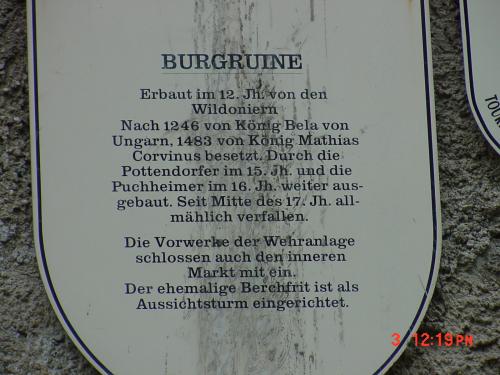 BURGRUINE
Erbaut im 12. Jh. von den
Wildoniern
Nach 1246 von König Bela von
Ungarn, 1483 von König Mathias
Corvinus besetzt. Durch die
Pottendorfer im 15. Jh. und die
Puchheimer im 16. Jh. weiter aus-
gebaut. Seit Mitte des 17. Jh. all-
mählich verfallen.
Die Vorwerke der Wehranlage
schlossen auch den inneren
Markt mit ein.
Der ehemalige Berchfrit ist als
Aussichtsturm eingerichtet.
3 12:19PM